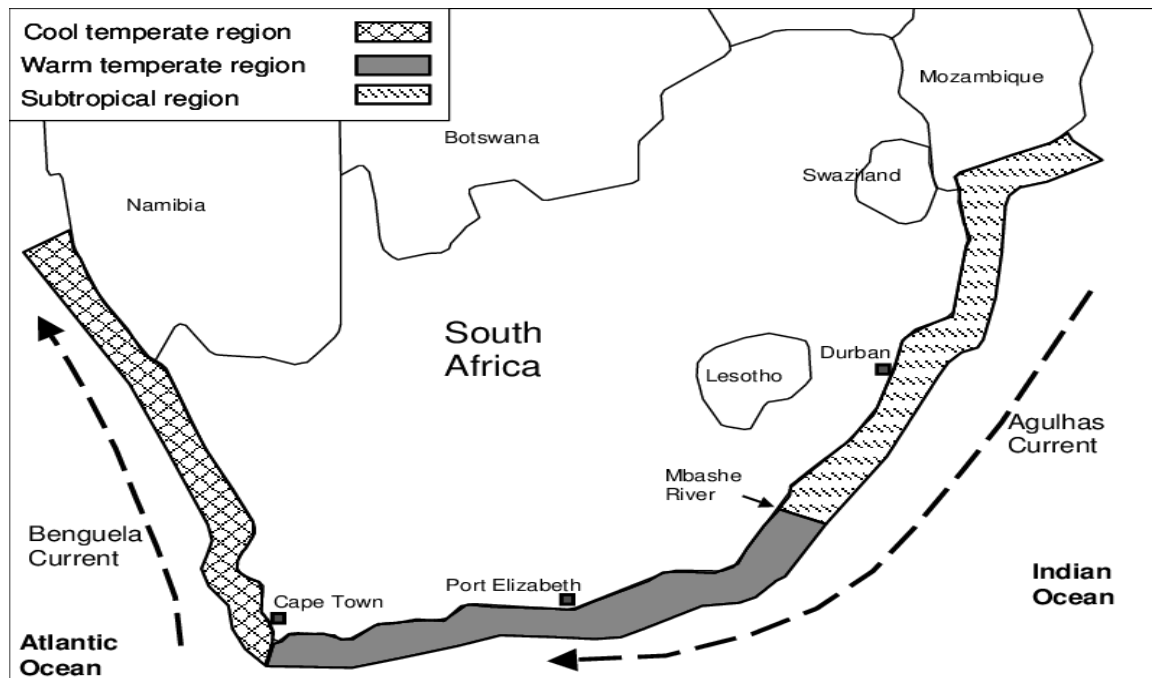 Cool temperate region
Warm temperate region
Subtropical region
Mozambique
Botswana
Swaziland
Namibia
South
Africa
Durban
Lesotho
Agulhas
Current
Mbashe
River
Benguela
Current
Port Elizabeth
Indian
Ocean
Cape Town
Atlantic
Ocean